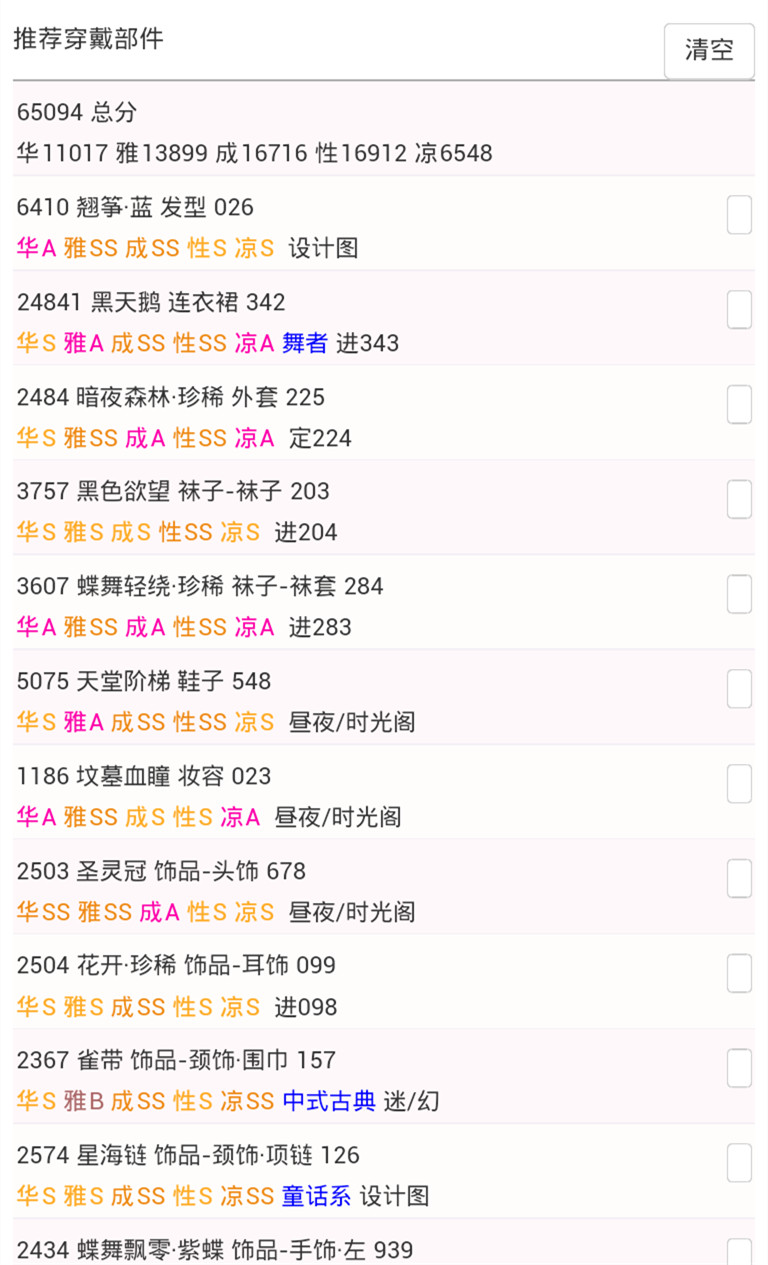 推荐穿戴部件
清空
65094 总分
华11017 雅13899 成16716 性16912 凉6548
6410 翘筝·蓝 发型 026
华A 雅SS 成SS 性S 凉S 设计图
24841 黑天鹅 连衣裙 342
华S 雅A 成SS 性SS 凉A 舞者 进343
2484 暗夜森林·珍稀 外套 225
华S 雅SS 成A 性SS 凉A 定224
3757 黑色欲望 袜子-袜子 203
华S 雅S 成S 性SS 凉S 进204
3607 蝶舞轻绕·珍稀 袜子-袜套 284
华A 雅SS 成A 性SS 凉A 进283
5075 天堂阶梯 鞋子 548
华S 雅A 成SS 性SS 凉S 昼夜/时光阁
1186 坟墓血瞳 妆容 023
华A 雅SS 成S 性S 凉A 昼夜/时光阁
2503 圣灵冠 饰品-头饰 678
华SS 雅SS 成A 性S 凉S 昼夜/时光阁
2504 花开·珍稀 饰品-耳饰 099
华S 雅S 成SS 性S 凉S 进098
2367 雀带 饰品-颈饰·围巾 157
华S 雅B 成SS 性S 凉SS 中式古典 迷/幻
2574 星海链 饰品-颈饰·项链 126
华S 雅S 成SS 性S 凉SS 童话系 设计图
2434 蝶舞飘零·紫蝶 饰品-手饰·左 939